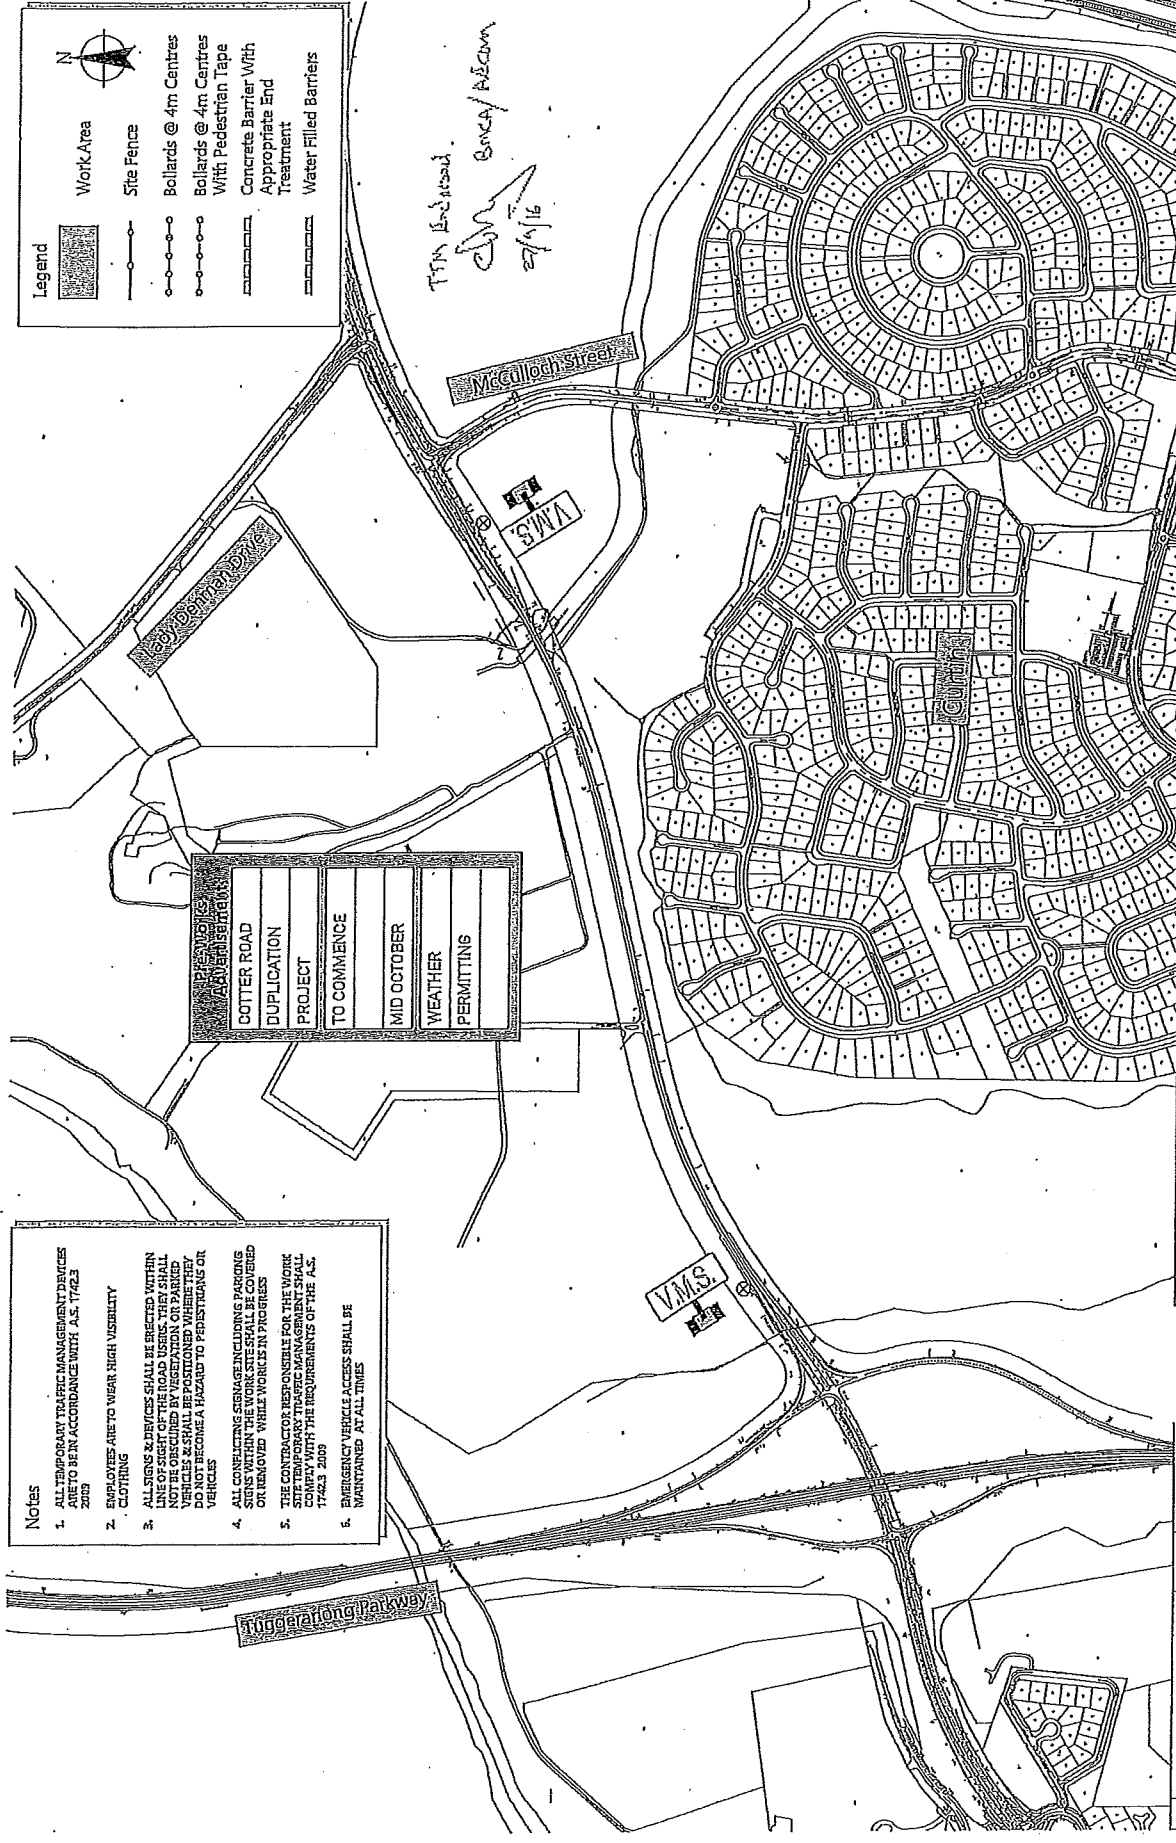 Notes
1. ALL TEMPORARY TRAFFIC MANAGEMENT DEVICES
ARE TO BE IN ACCORDANCE WITH A.S. 1742.3
2009
2. EMPLOYEES ARE TO WEAR HIGH VISIBILITY
CLOTHING
3. ALL SIGNS & DEVICES SHALL BE ERECTED WITHIN
LINE OF SIGHT OF THE ROAD USERS. THEY SHALL
NOT BE OBSCURED BY VEGETATION OR PARKED
VEHICLES & SHALL BE POSITIONED WHERE THEY
DO NOT BECOME A HAZARD TO PEDESTRIANS OR
VEHICLES
4. ALL CONFLICTING SIGNAGE INCLUDING PARKING
SIGNS WITHIN THE WORK SITE SHALL BE COVERED
OR REMOVED WHILE WORK IS IN PROGRESS
5. THE CONTRACTOR RESPONSIBLE FOR THE WORK
SITE TEMPORARY TRAFFIC MANAGEMENT SHALL
COMPLY WITH THE REQUIREMENTS OF THE A.S.
1742.3 2009
6. EMERGENCY VEHICLE ACCESS SHALL BE
MAINTAINED AT ALL TIMES
Tuggeranong Parkway
V.M.S.
Advertisement
COTTER ROAD
DUPLICATION
PROJECT
TO COMMENCE
MID OCTOBER
WEATHER
PERMITTING
Lady Denman Drive
V.M.S.
McCulloch Street
Curtin
Legend
N
Work Area
Site Fence
Bollards @ 4m Centres
Bollards @ 4m Centres
With Pedestrian Tape
Concrete Barrier With
Appropriate End
Treatment
Water Filled Barriers
TTM Endorsed.
BMCA/AECOM